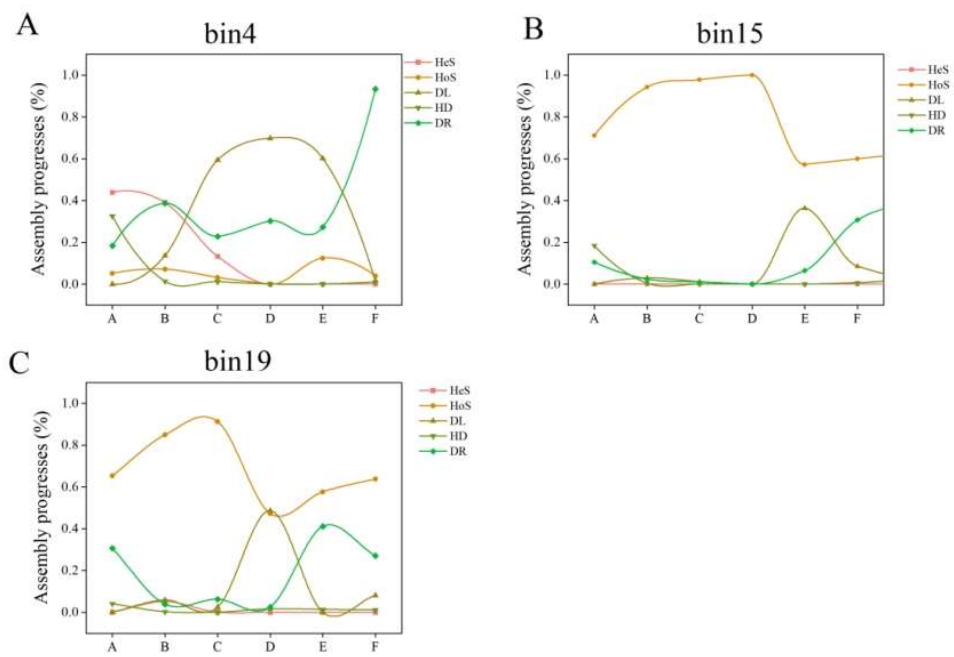 A
bin4
Assembly progresses (%)
1.0
0.8
0.6
0.4
0.2
0.0
A B C D E F
HeS
HoS
DL
HD
DR
B
bin15
Assembly progresses (%)
1.0
0.8
0.6
0.4
0.2
0.0
A B C D E F
HeS
HoS
DL
HD
DR
C
bin19
Assembly progresses (%)
1.0
0.8
0.6
0.4
0.2
0.0
A B C D E F
HeS
HoS
DL
HD
DR